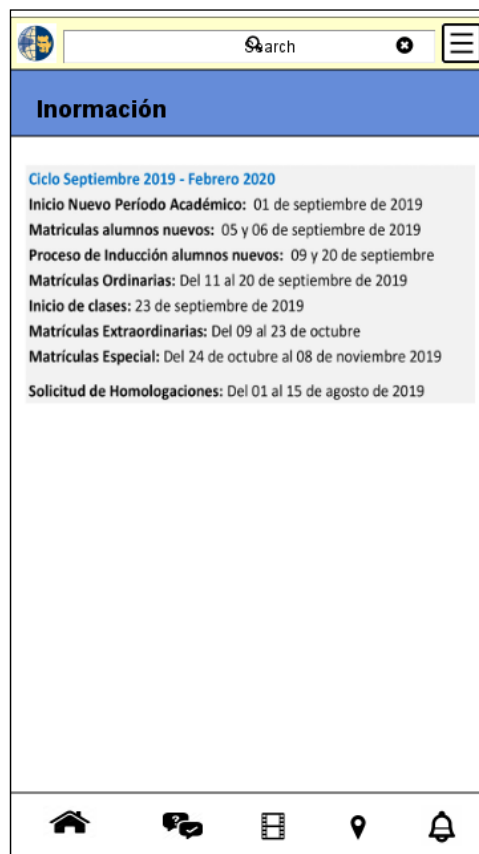 Search
Inormación
Ciclo Septiembre 2019 - Febrero 2020
Inicio Nuevo Período Académico: 01 de septiembre de 2019
Matriculas alumnos nuevos: 05 y 06 de septiembre de 2019
Proceso de Inducción alumnos nuevos: 09 y 20 de septiembre
Matrículas Ordinarias: Del 11 al 20 de septiembre de 2019
Inicio de clases: 23 de septiembre de 2019
Matrículas Extraordinarias: Del 09 al 23 de octubre
Matrículas Especial: Del 24 de octubre al 08 de noviembre 2019
Solicitud de Homologaciones: Del 01 al 15 de agosto de 2019